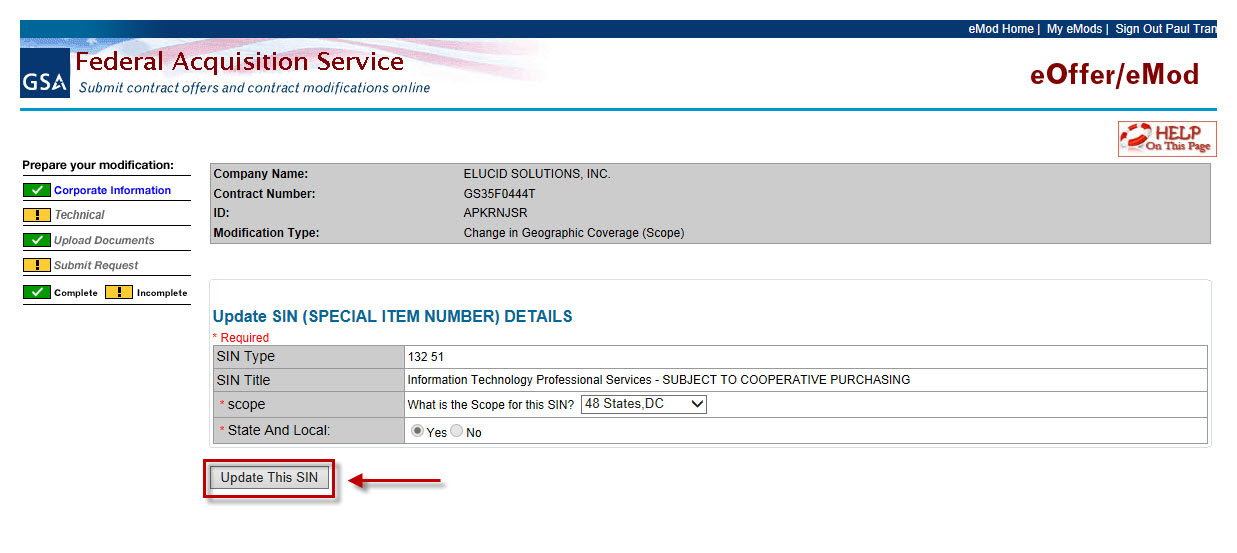 eMod Home | My eMods | Sign Out Paul Tran
GSA
Federal Acquisition Service
Submit contract offers and contract modifications online
eOffer/eMod
HELP
On This Page
Prepare your modification:
Corporate Information
! Technical
Upload Documents
! Submit Request
Complete ! Incomplete
Company Name: ELUCID SOLUTIONS, INC.
Contract Number: GS35F0444T
ID: APKRNJSR
Modification Type: Change in Geographic Coverage (Scope)
Update SIN (SPECIAL ITEM NUMBER) DETAILS
* Required
SIN Type 132 51
SIN Title Information Technology Professional Services - SUBJECT TO COOPERATIVE PURCHASING
* scope What is the Scope for this SIN? 48 States,DC
* State And Local: Yes No
Update This SIN